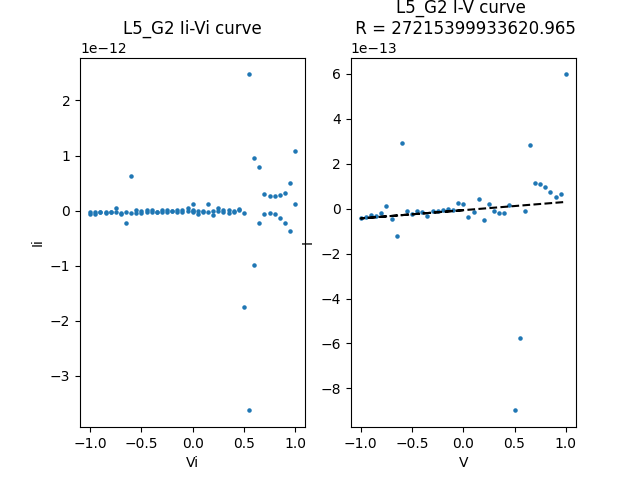 L5_G2 Ii-Vi curve
1e−12
2
1
0
−1
−2
−3
−1.0 −0.5 0.0 0.5 1.0
Vi
Ii
L5_G2 I-V curve
R = 27215399933620.965
1e−13
6
4
2
0
−2
−4
−6
−8
−1.0 −0.5 0.0 0.5 1.0
V
I